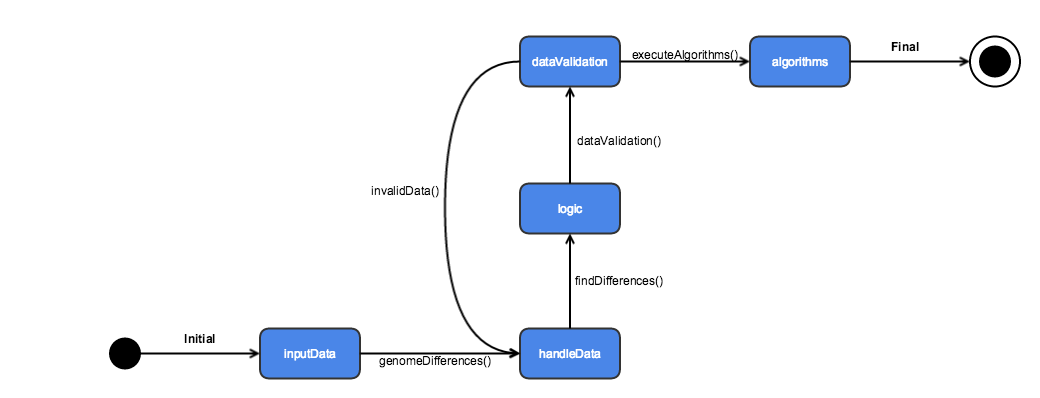 Final
dataValidation
executeAlgorithms()
algorithms
dataValidation()
invalidData()
logic
findDifferences()
Initial
inputData
genomeDifferences()
handleData